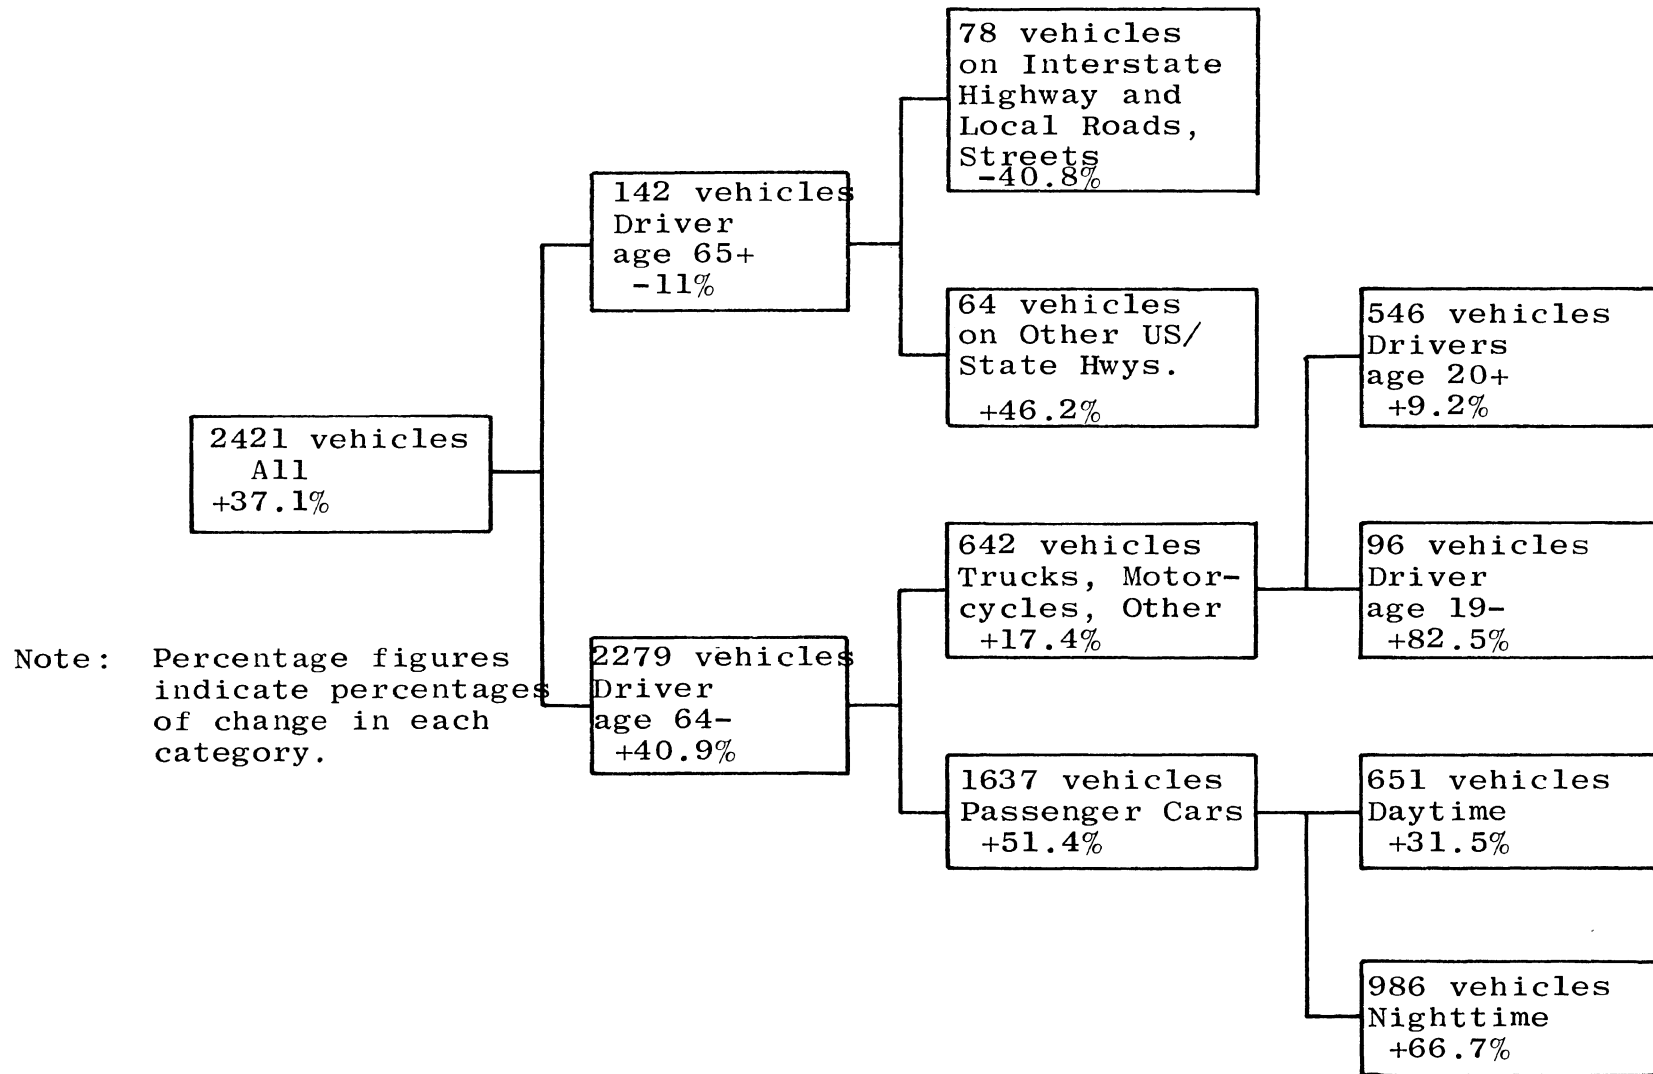 2421 vehicles
All
+37.1%
Note: Percentage figures
indicate percentages
of change in each
category.
142 vehicles
Driver
age 65+
-11%
2279 vehicles
Driver
age 64-
+40.9%
78 vehicles
on Interstate
Highway and
Local Roads,
Streets
-40.8%
64 vehicles
on Other US/
State Hwys.
+46.2%
642 vehicles
Trucks, Motor-
cycles, Other
+17.4%
1637 vehicles
Passenger Cars
+51.4%
546 vehicles
Drivers
age 20+
+9.2%
96 vehicles
Driver
age 19-
+82.5%
651 vehicles
Daytime
+31.5%
986 vehicles
Nighttime
+66.7%